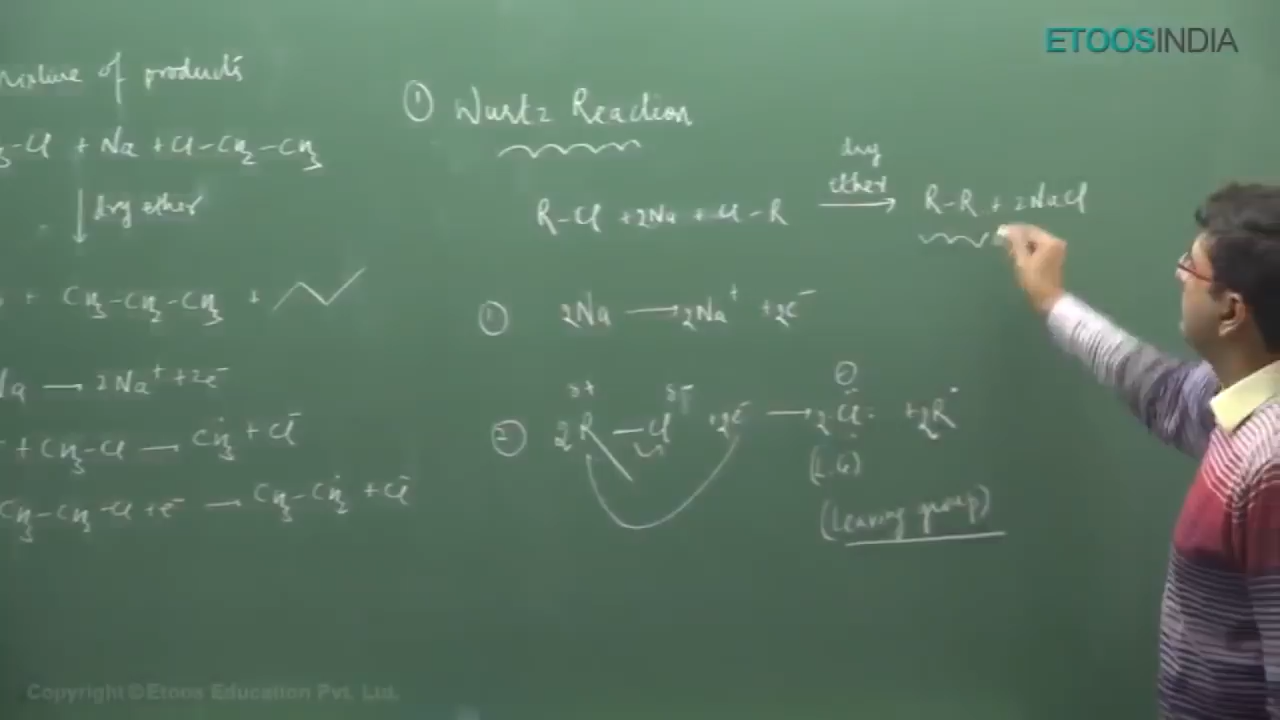 ETOOSINDIA
Mixture of products
-Cl + Na + Cl-CH2-CH3
dry ether
+ CH3-CH2-CH3 +
Na → 2Na+ + 2e-
+ CH3-Cl → CH3• + Cl-
CH3-CH2-Cl + e- → CH3-CH2• + Cl-
① Wurtz Reaction
R-Cl + 2Na + Cl-R
dry
ether
→ R-R + 2NaCl
① 2Na → 2Na+ + 2e-
② 2R-Cl + 2e- → 2Cl + 2R•
δ+ δ-
(L.G)
(Leaving group)
Copyright © Etoos Education Pvt. Ltd.